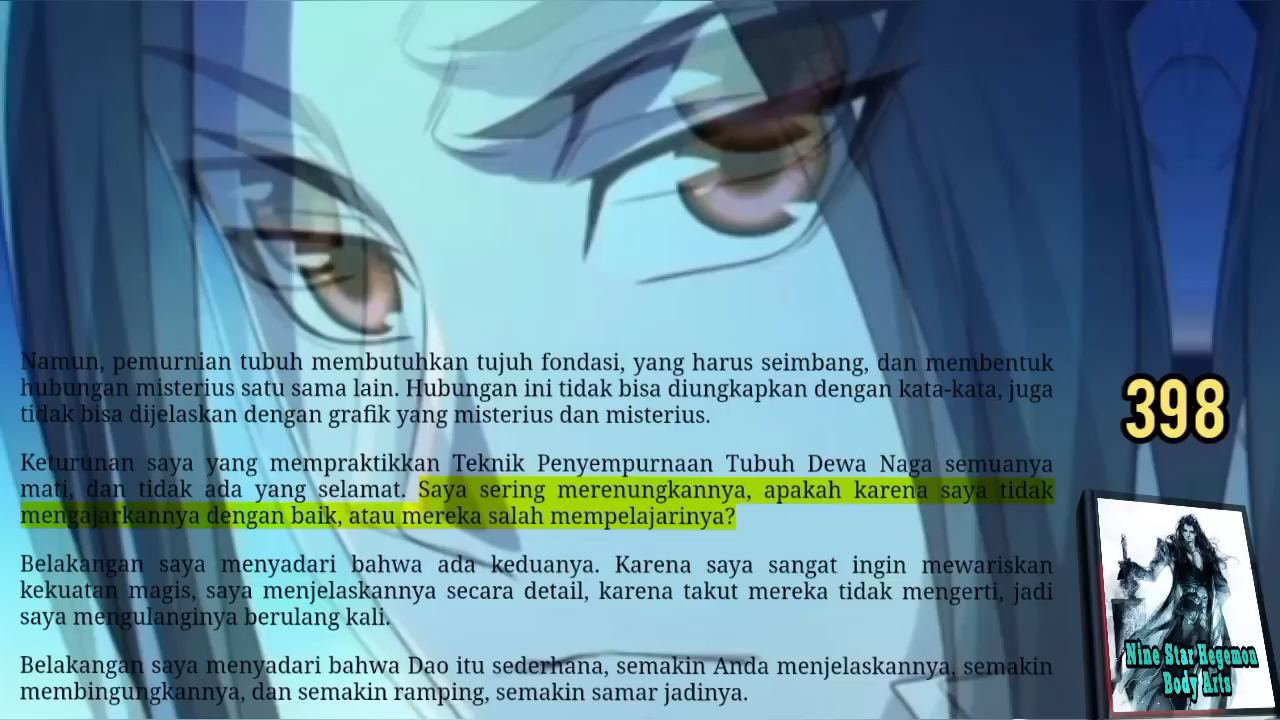 Namun, pemurnian tubuh membutuhkan tujuh fondasi, yang harus seimbang, dan membentuk
hubungan misterius satu sama lain. Hubungan ini tidak bisa diungkapkan dengan kata-kata, juga
tidak bisa dijelaskan dengan grafik yang misterius dan misterius.
Keturunan saya yang mempraktikkan Teknik Penyempurnaan Tubuh Dewa Naga semuanya
mati, dan tidak ada yang selamat. Saya sering merenungkannya, apakah karena saya tidak
mengajarkannya dengan baik, atau mereka salah mempelajarinya?
Belakangan saya menyadari bahwa ada keduanya. Karena saya sangat ingin mewariskan
kekuatan magis, saya menjelaskannya secara detail, karena takut mereka tidak mengerti, jadi
saya mengulanginya berulang kali.
Belakangan saya menyadari bahwa Dao itu sederhana, semakin Anda menjelaskannya, semakin
membingungkannya, dan semakin ramping, semakin samar jadinya.
398
Nine Star Hegemon
Body Arts